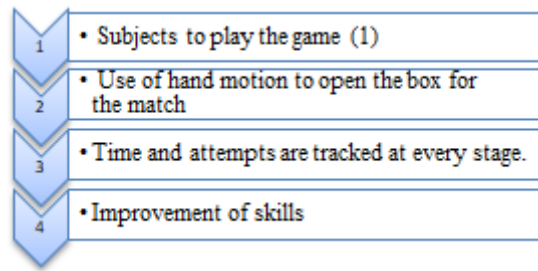 1
• Subjects to play the game (1)
2
• Use of hand motion to open the box for
the match
3
• Time and attempts are tracked at every stage.
4
• Improvement of skills